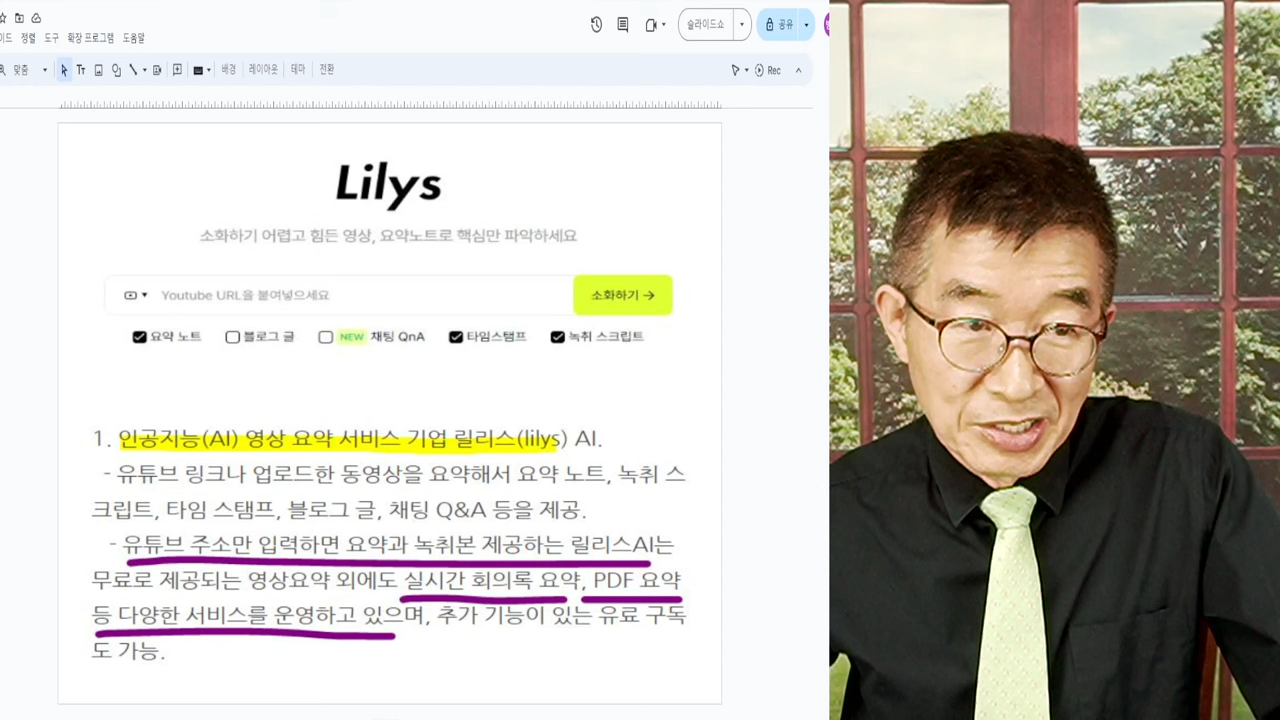 이드 정렬 도구 확장 프로그램 도움말
슬라이드쇼
공유
맞춤
배경 레이아웃 테마 전환
Rec
Lilys
소화하기 어렵고 힘든 영상, 요약노트로 핵심만 파악하세요
Youtube URL을 붙여넣으세요
소화하기 →
요약 노트 블로그 글 NEW 채팅 QnA 타임스탬프 녹취 스크립트
1. 인공지능(AI) 영상 요약 서비스 기업 릴리스(lilys) AI.
- 유튜브 링크나 업로드한 동영상을 요약해서 요약 노트, 녹취 스
크립트, 타임 스탬프, 블로그 글, 채팅 Q&A 등을 제공.
- 유튜브 주소만 입력하면 요약과 녹취본 제공하는 릴리스AI는
무료로 제공되는 영상요약 외에도 실시간 회의록 요약, PDF 요약
등 다양한 서비스를 운영하고 있으며, 추가 기능이 있는 유료 구독
도 가능.